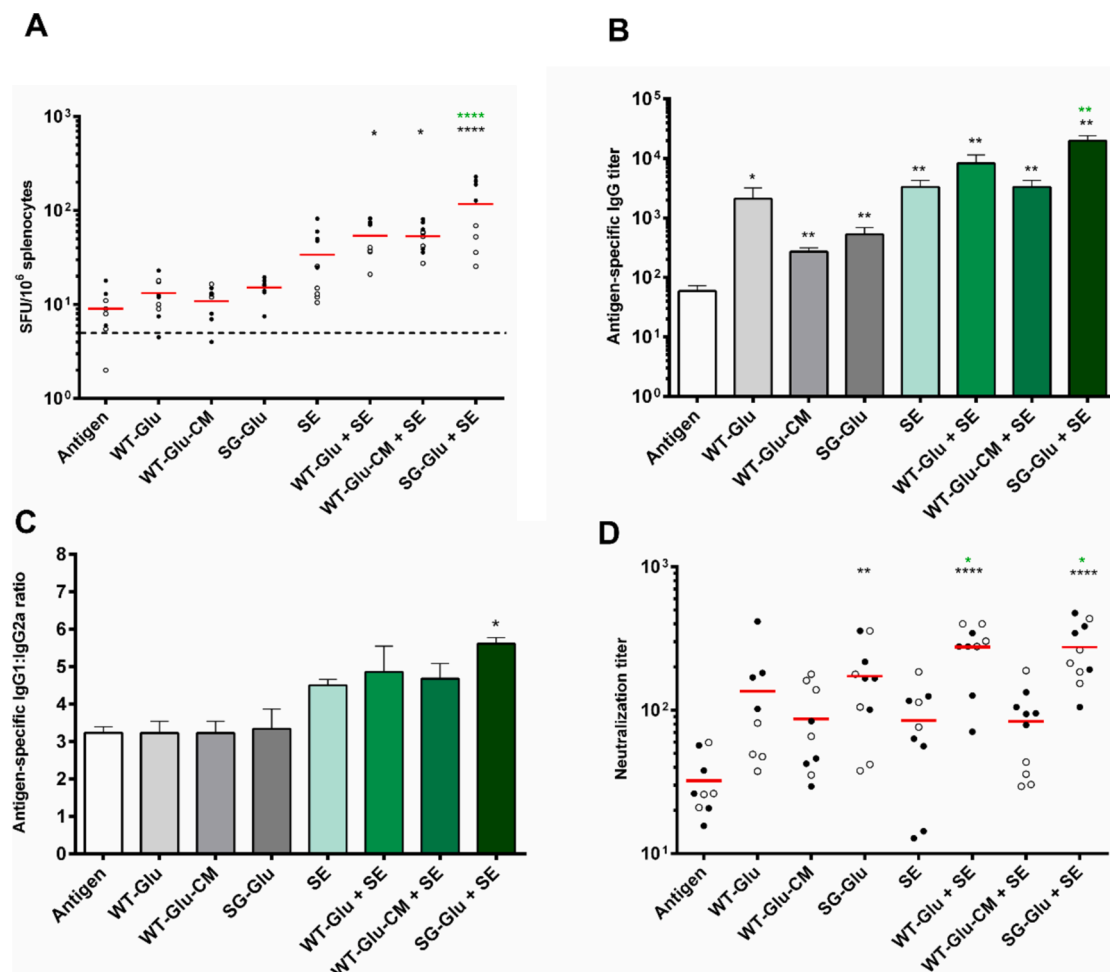 A
SFU/10⁶ splenocytes
10³
10²
10¹
10⁰
****
* * ****
Antigen
WT-Glu
WT-Glu-CM
SG-Glu
SE
WT-Glu + SE
WT-Glu-CM + SE
SG-Glu + SE
B
Antigen-specific IgG titer
10⁵
10⁴
10³
10²
10¹
10⁰
**
* ** ** ** ** ** **
Antigen
WT-Glu
WT-Glu-CM
SG-Glu
SE
WT-Glu + SE
WT-Glu-CM + SE
SG-Glu + SE
C
Antigen-specific IgG1:IgG2a ratio
8
7
6
5
4
3
2
1
0
*
Antigen
WT-Glu
WT-Glu-CM
SG-Glu
SE
WT-Glu + SE
WT-Glu-CM + SE
SG-Glu + SE
D
Neutralization titer
10³
10²
10¹
* *
** **** ****
Antigen
WT-Glu
WT-Glu-CM
SG-Glu
SE
WT-Glu + SE
WT-Glu-CM + SE
SG-Glu + SE